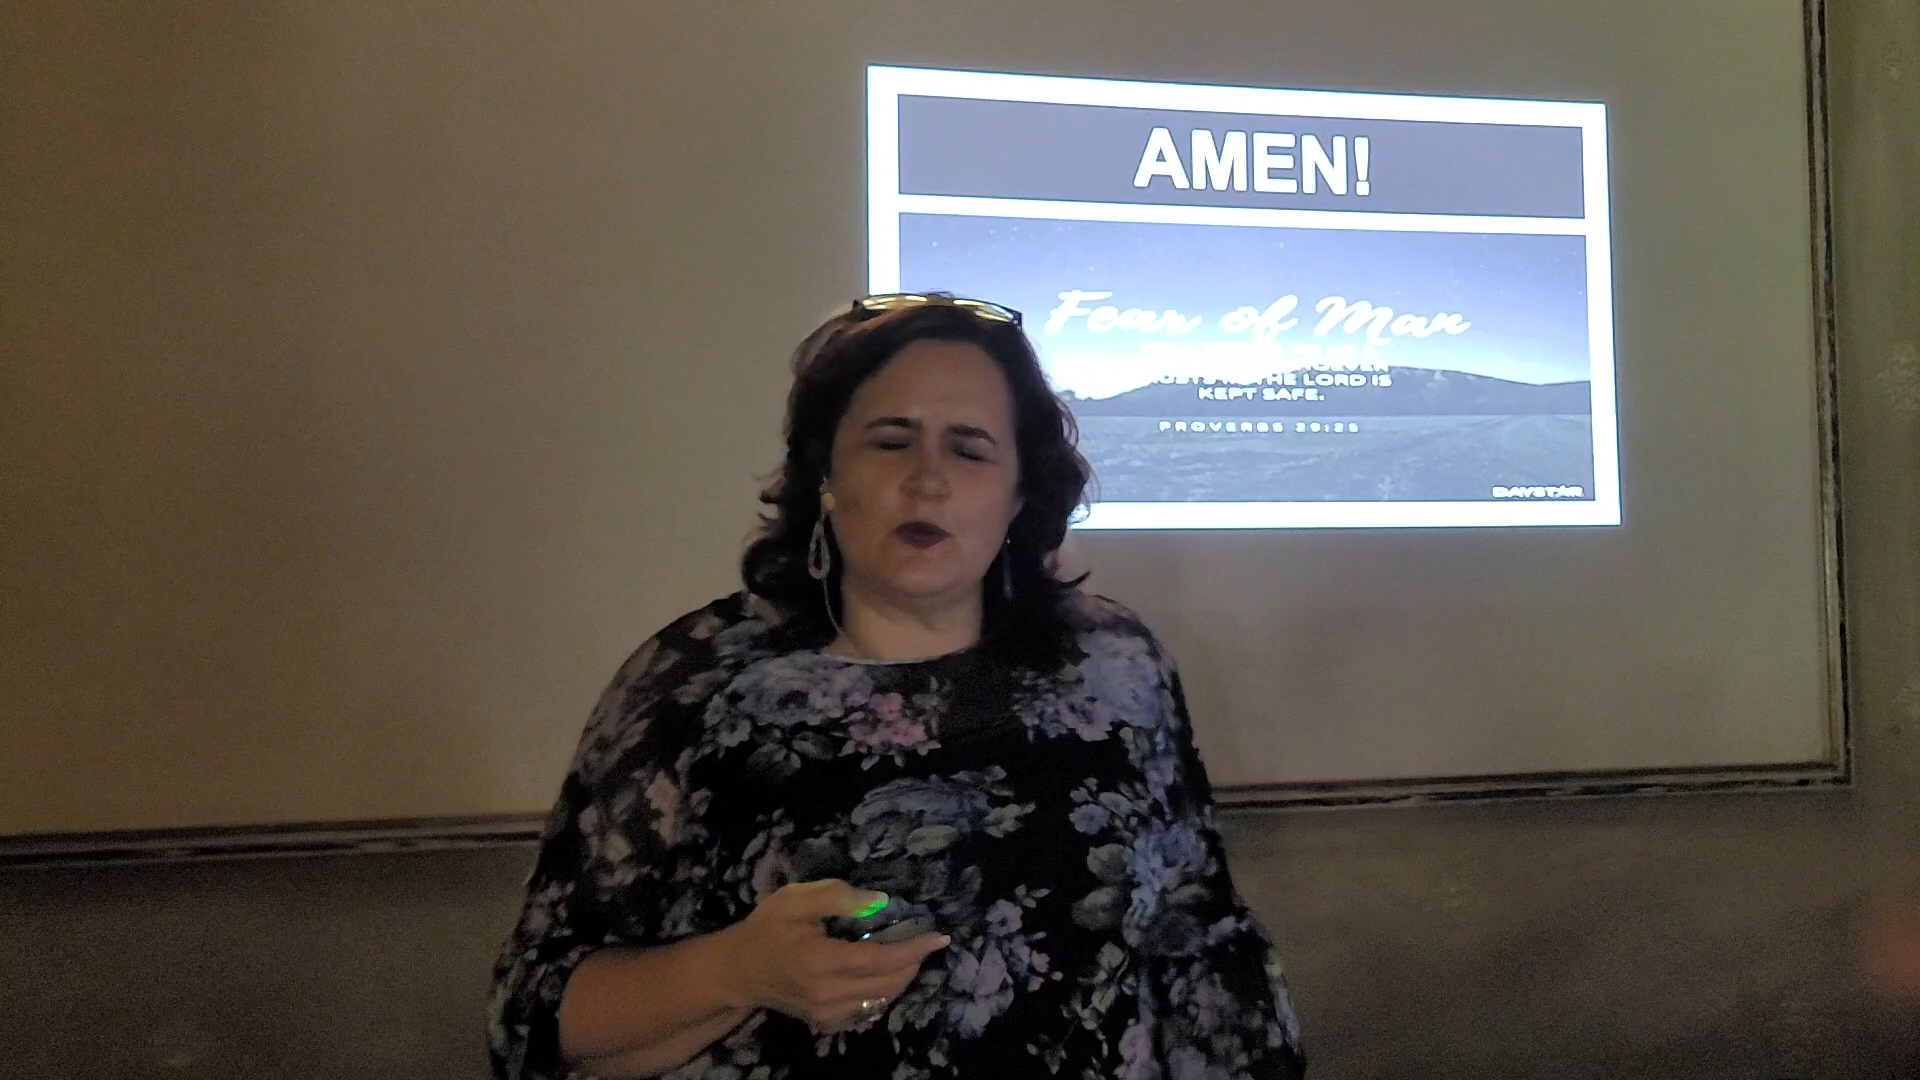 AMEN!
Fear of Man
THE LORD IS
KEPT SAFE.
PROVERBS 29:25
DAYSTAR